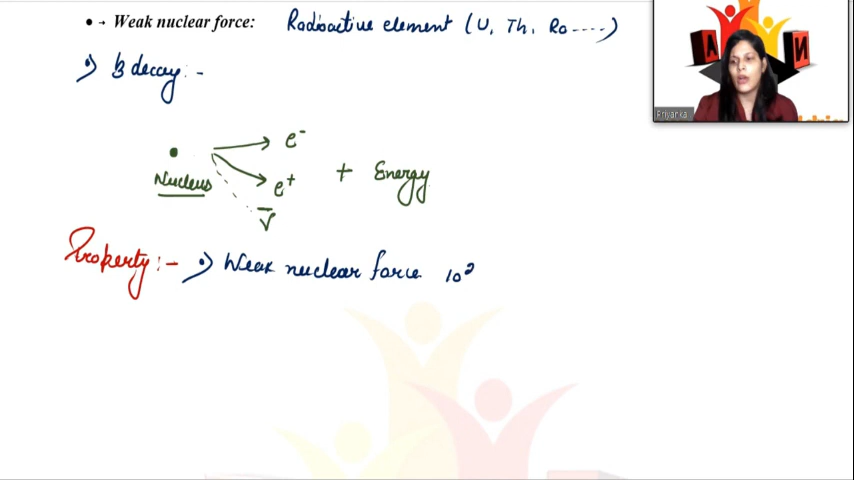 • → Weak nuclear force: Radioactive element (U, Th, Ra ----)
•) β decay :-
e⁻
Nucleus e⁺ + Energy
ν̄
Property :- •) Weak nuclear force 10²
A N
Priyanka